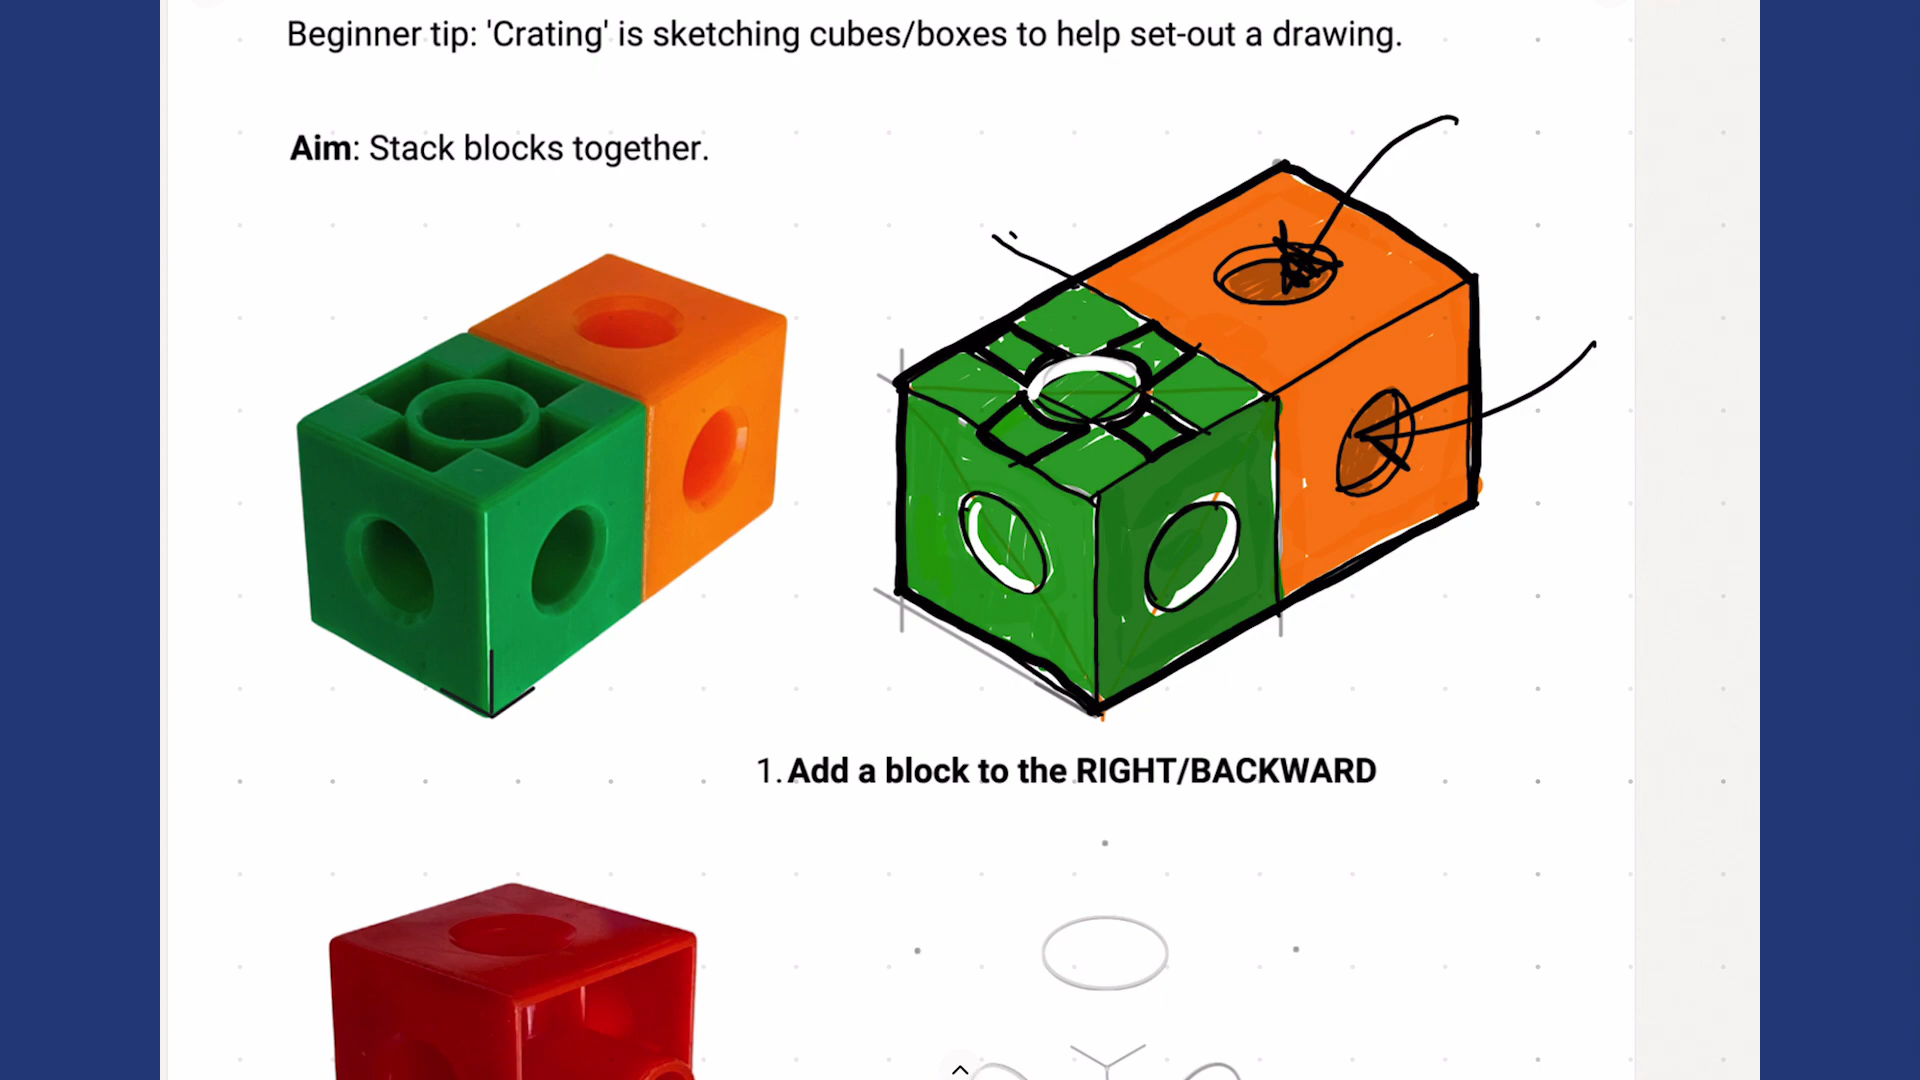 Beginner tip: 'Crating' is sketching cubes/boxes to help set-out a drawing.
Aim: Stack blocks together.
1. Add a block to the RIGHT/BACKWARD